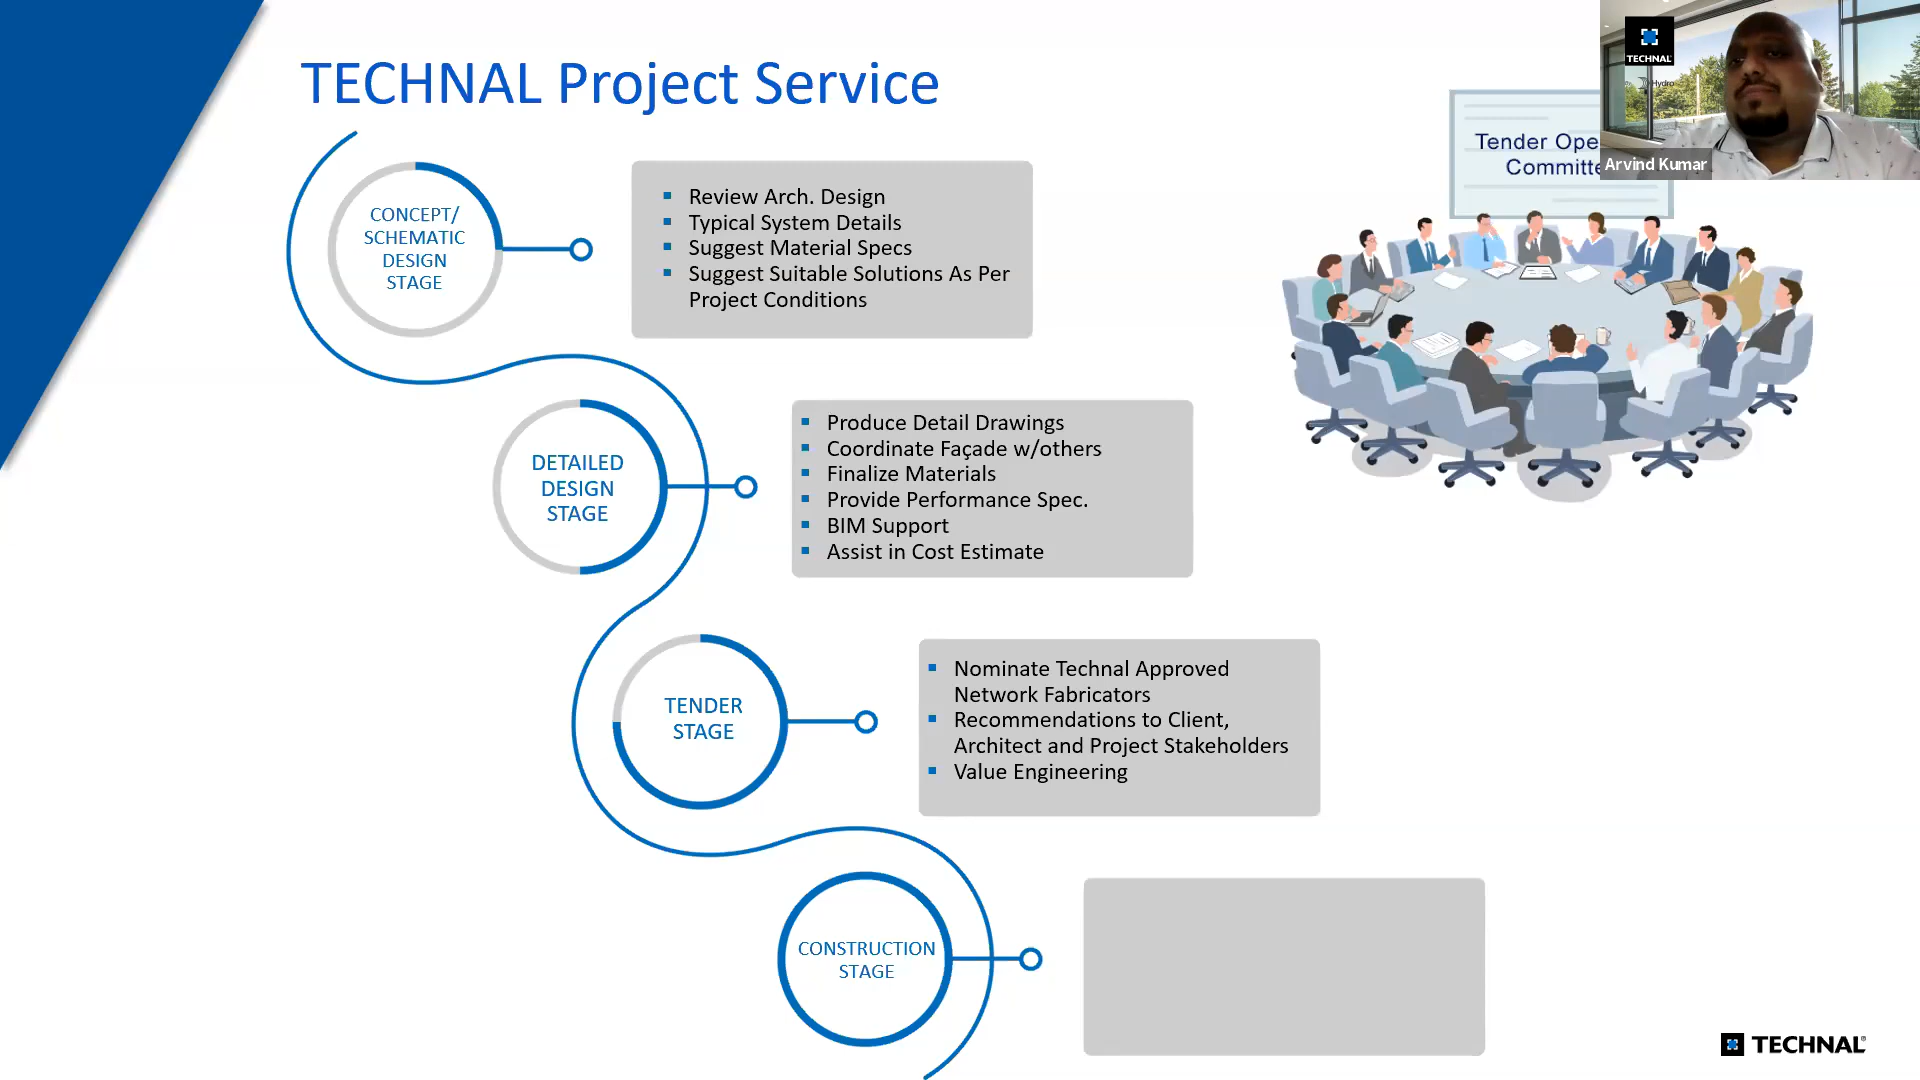 TECHNAL Project Service
CONCEPT/
SCHEMATIC
DESIGN
STAGE
Review Arch. Design
Typical System Details
Suggest Material Specs
Suggest Suitable Solutions As Per
Project Conditions
DETAILED
DESIGN
STAGE
Produce Detail Drawings
Coordinate Façade w/others
Finalize Materials
Provide Performance Spec.
BIM Support
Assist in Cost Estimate
TENDER
STAGE
Nominate Technal Approved
Network Fabricators
Recommendations to Client,
Architect and Project Stakeholders
Value Engineering
CONSTRUCTION
STAGE
Tender Ope
Committe
TECHNAL
Hydro
Arvind Kumar
TECHNAL®